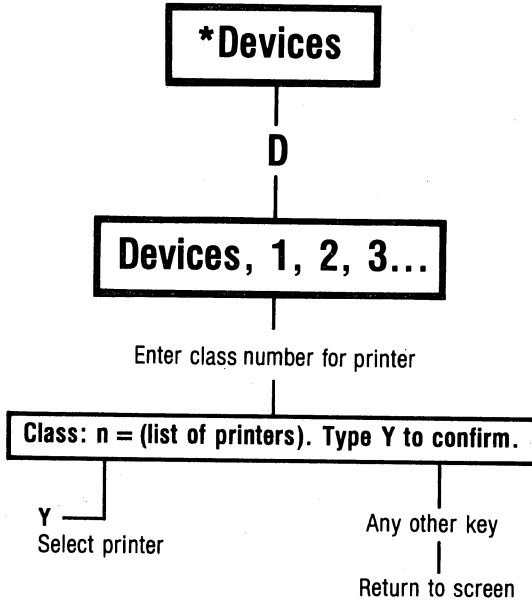 *Devices
D
Devices, 1, 2, 3...
Enter class number for printer
Class: n = (list of printers). Type Y to confirm.
Y
Select printer
Any other key
Return to screen